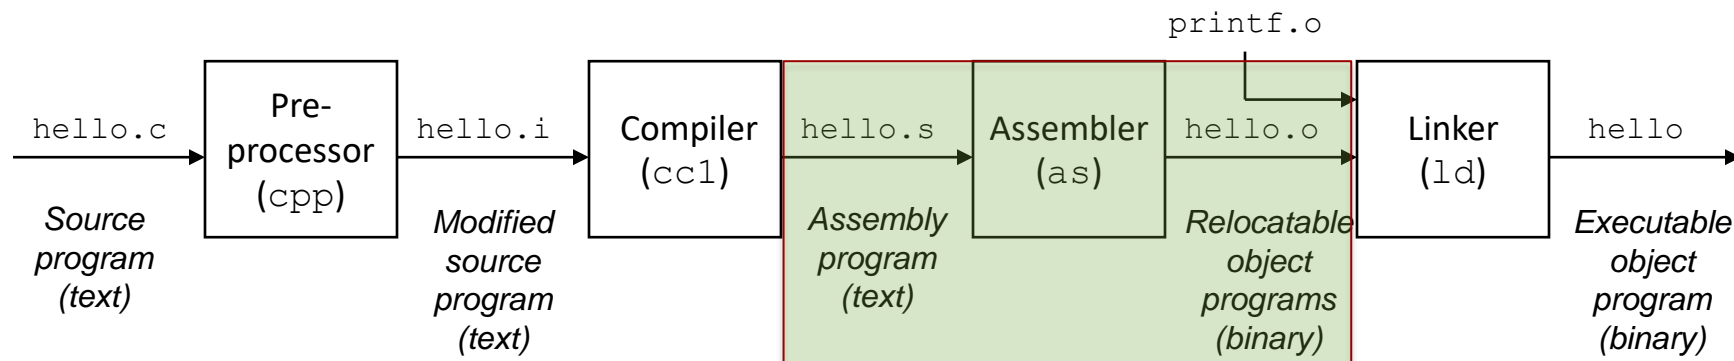 printf.o
hello.c
Pre-
processor
(cpp)
hello.i
Compiler
(cc1)
hello.s
Assembler
(as)
hello.o
Linker
(ld)
hello
Source
program
(text)
Modified
source
program
(text)
Assembly
program
(text)
Relocatable
object
programs
(binary)
Executable
object
program
(binary)